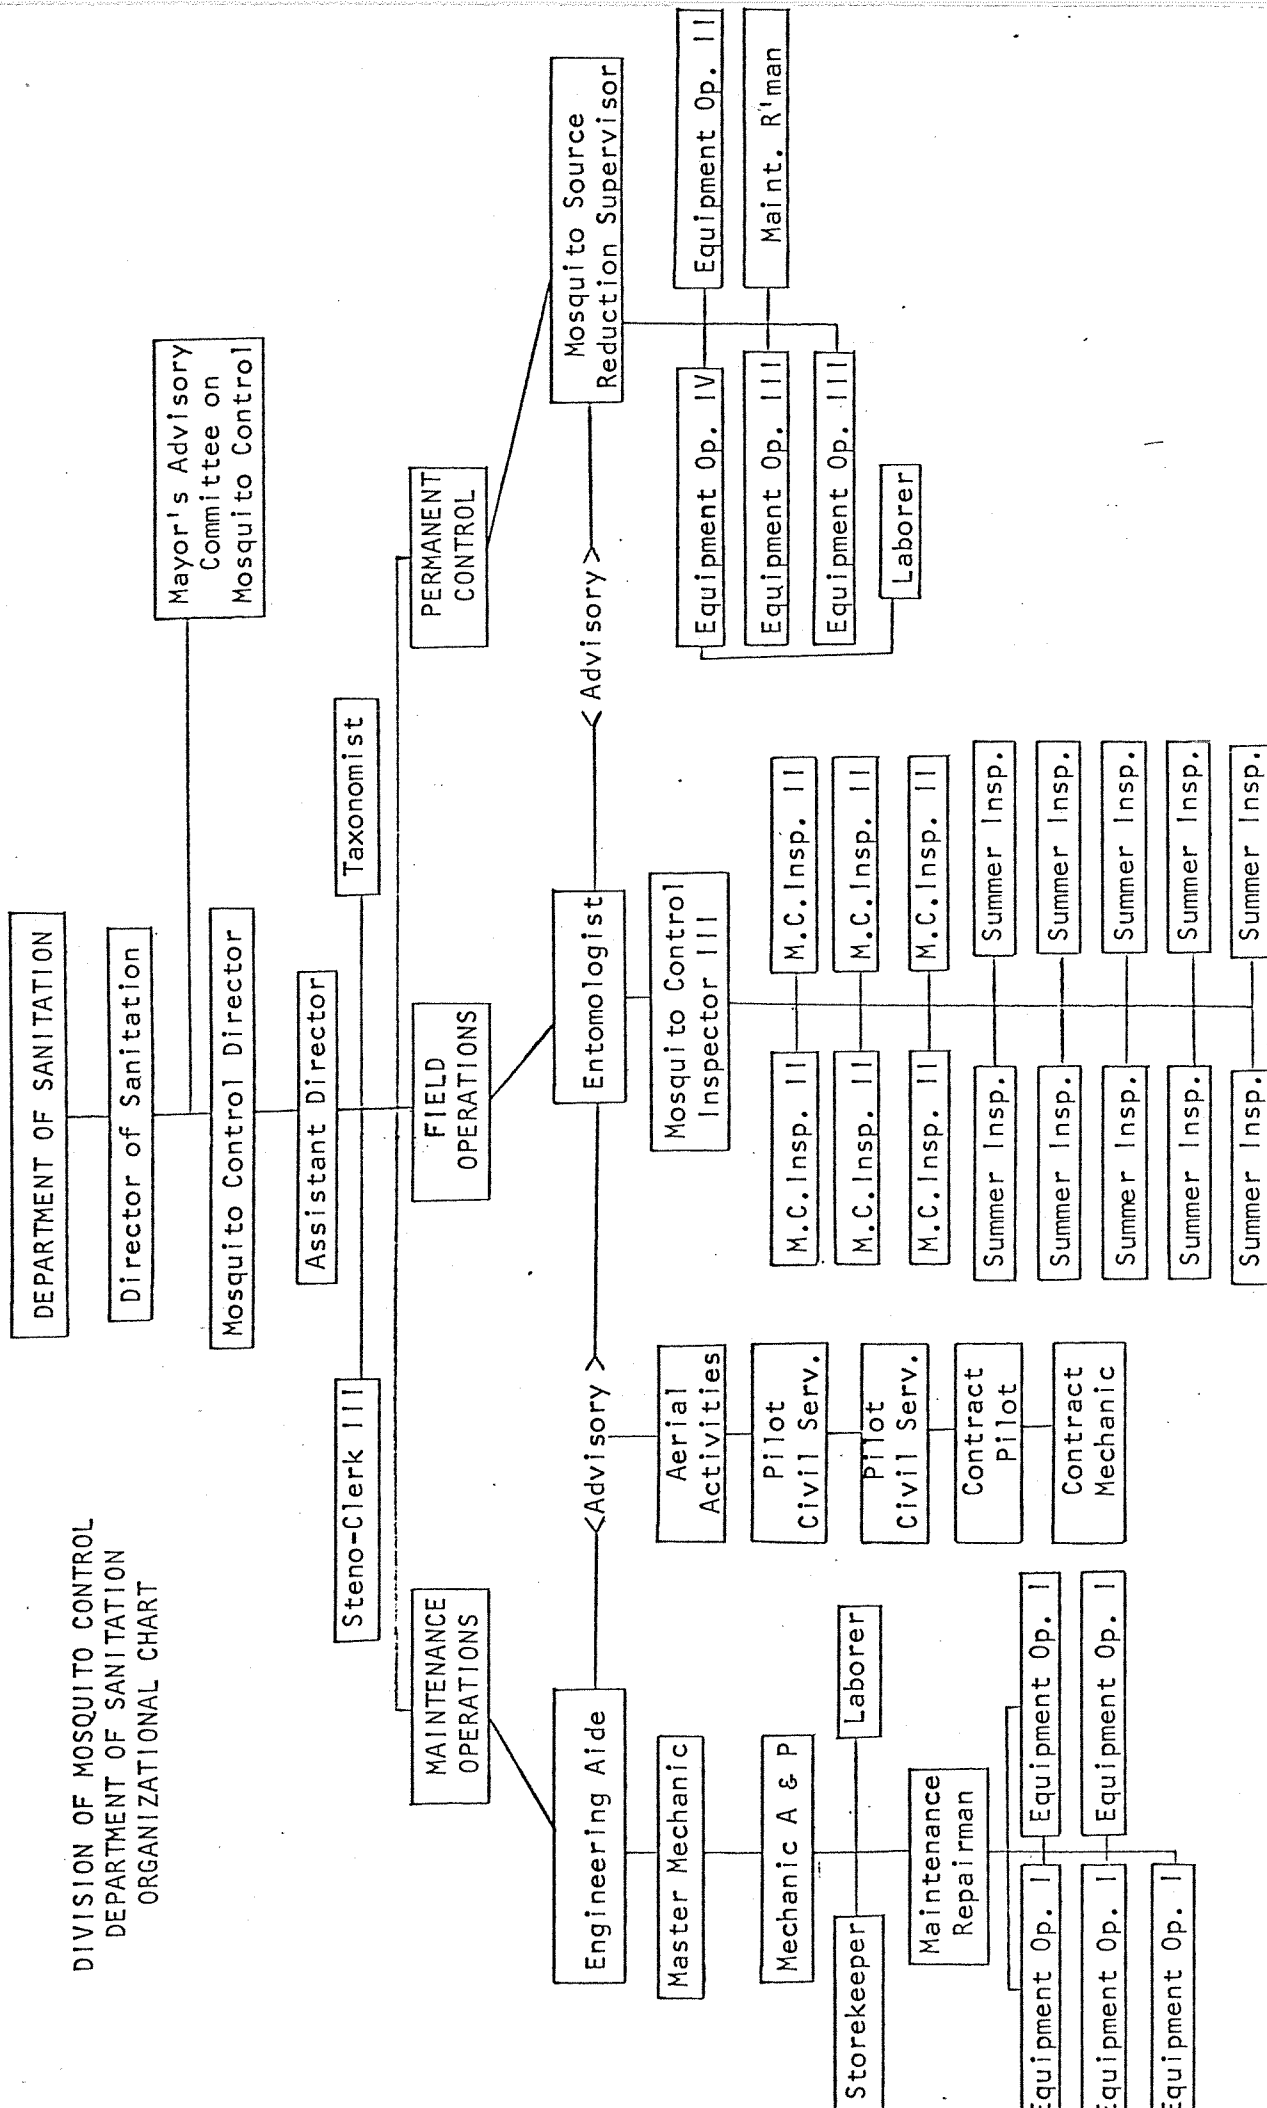 DIVISION OF MOSQUITO CONTROL
DEPARTMENT OF SANITATION
ORGANIZATIONAL CHART
DEPARTMENT OF SANITATION
Director of Sanitation
Mayor's Advisory
Committee on
Mosquito Control
Mosquito Control Director
Assistant Director
Steno-Clerk III
Taxonomist
MAINTENANCE
OPERATIONS
FIELD
OPERATIONS
PERMANENT
CONTROL
Engineering Aide
<Advisory>
Entomologist
<Advisory>
Mosquito Source
Reduction Supervisor
Master Mechanic
Mechanic A & P
Storekeeper
Laborer
Maintenance
Repairman
Equipment Op. I
Equipment Op. I
Equipment Op. I
Equipment Op. I
Equipment Op. I
Aerial
Activities
Pilot
Civil Serv.
Pilot
Civil Serv.
Contract
Pilot
Contract
Mechanic
Mosquito Control
Inspector III
M.C.Insp. II
M.C.Insp. II
M.C.Insp. II
M.C.Insp. II
M.C.Insp. II
M.C.Insp. II
Summer Insp.
Summer Insp.
Summer Insp.
Summer Insp.
Summer Insp.
Summer Insp.
Summer Insp.
Summer Insp.
Summer Insp.
Summer Insp.
Equipment Op. IV
Equipment Op. II
Equipment Op. III
Maint. R'man
Equipment Op. III
Laborer